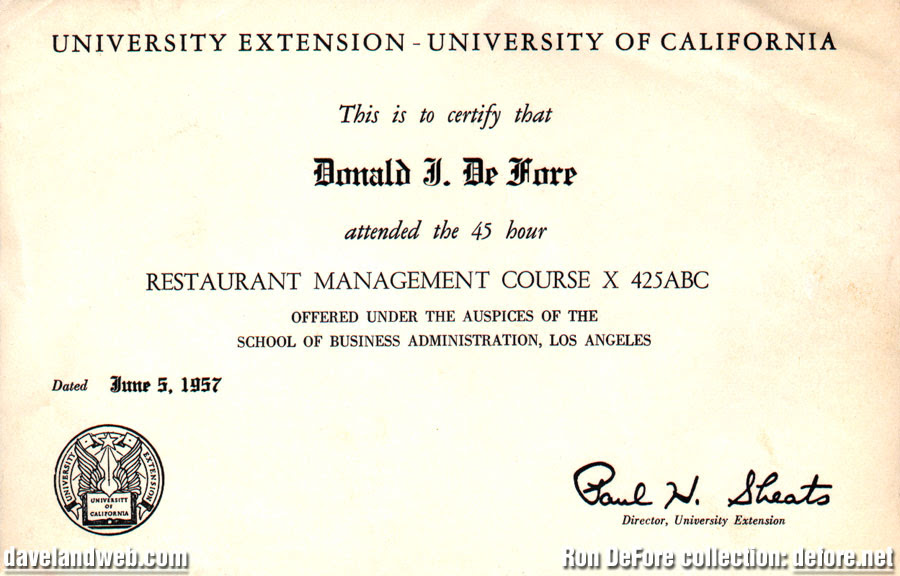 UNIVERSITY EXTENSION - UNIVERSITY OF CALIFORNIA
This is to certify that
Donald J. De Fore
attended the 45 hour
RESTAURANT MANAGEMENT COURSE X 425ABC
OFFERED UNDER THE AUSPICES OF THE
SCHOOL OF BUSINESS ADMINISTRATION, LOS ANGELES
Dated June 5, 1957
UNIVERSITY EXTENSION
UNIVERSITY
OF
CALIFORNIA
Paul H. Sheats
Director, University Extension
davelandweb.com
Ron DeFore collection: defore.net